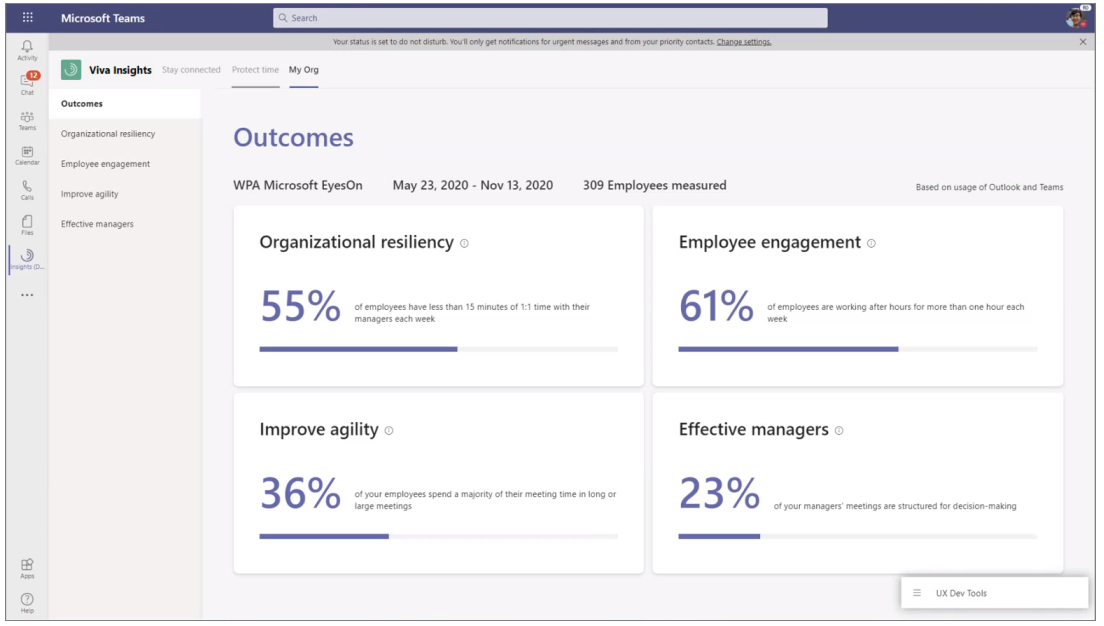 Microsoft Teams
Search
Your status is set to do not disturb. You'll only get notifications for urgent messages and from your priority contacts. Change settings.
Activity
12
Chat
Teams
Calendar
Calls
Files
Insights (D...
Apps
Help
Viva Insights Stay connected Protect time My Org
Outcomes
Organizational resiliency
Employee engagement
Improve agility
Effective managers
Outcomes
WPA Microsoft EyesOn May 23, 2020 - Nov 13, 2020 309 Employees measured Based on usage of Outlook and Teams
Organizational resiliency
55% of employees have less than 15 minutes of 1:1 time with their
managers each week
Employee engagement
61% of employees are working after hours for more than one hour each
week
Improve agility
36% of your employees spend a majority of their meeting time in long or
large meetings
Effective managers
23% of your managers' meetings are structured for decision-making
UX Dev Tools